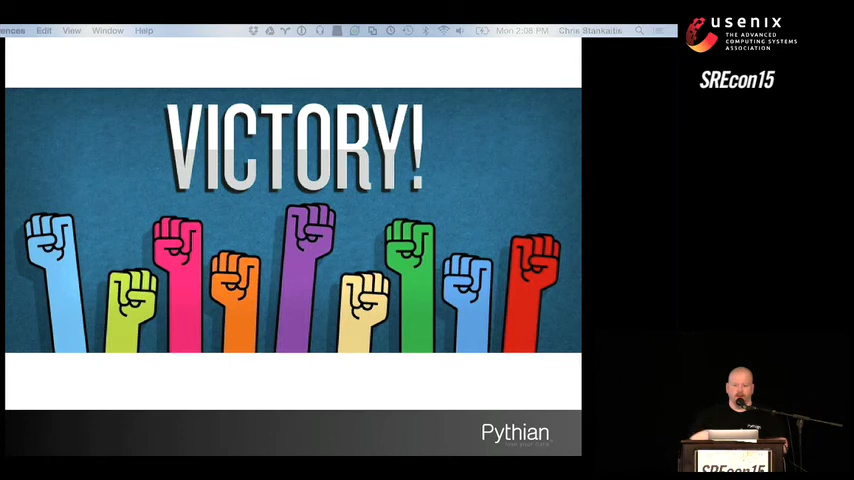 ences Edit View Window Help
Mon 2:08 PM Chris Stankaitis
usenix
THE ADVANCED
COMPUTING SYSTEMS
ASSOCIATION
SREcon15
VICTORY!
Pythian
SREcon15